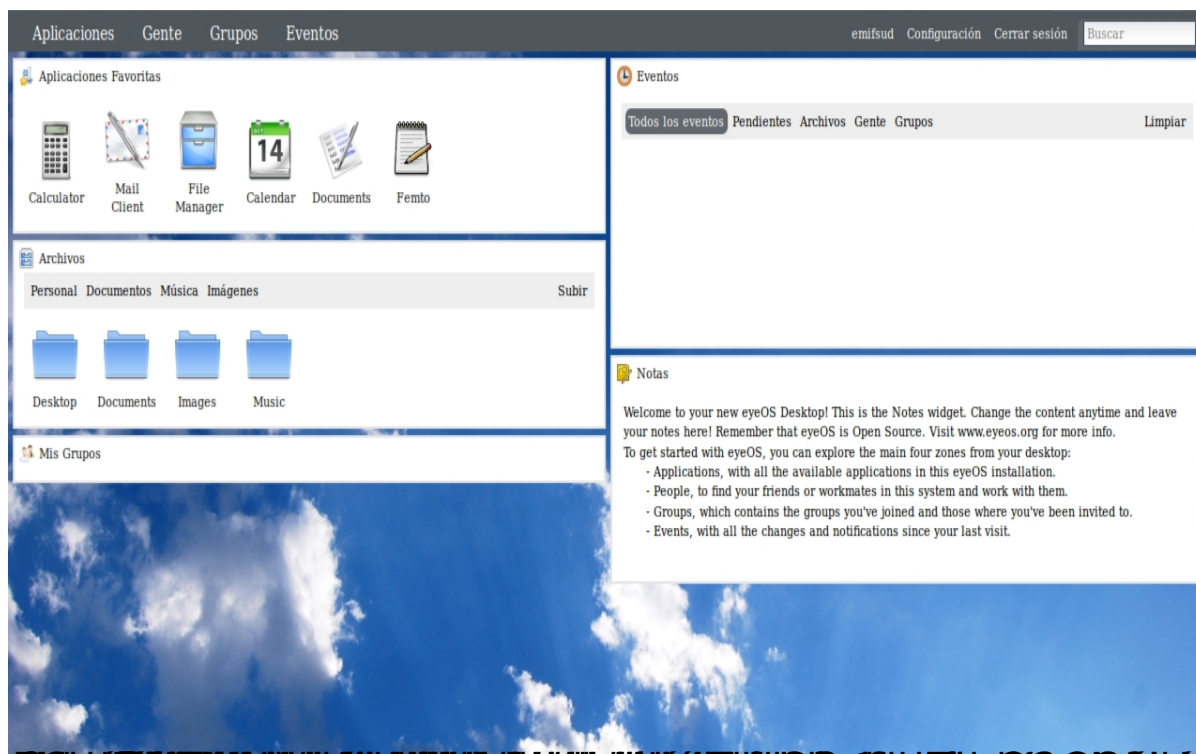 Aplicaciones Gente Grupos Eventos
emifsud Configuración Cerrar sesión Buscar
Aplicaciones Favoritas
Calculator
Mail Client
File Manager
OCT 14
Calendar
Documents
Femto
Archivos
Personal Documentos Música Imágenes Subir
Desktop Documents Images Music
Mis Grupos
Eventos
Todos los eventos Pendientes Archivos Gente Grupos Limpiar
Notas
Welcome to your new eyeOS Desktop! This is the Notes widget. Change the content anytime and leave
your notes here! Remember that eyeOS is Open Source. Visit www.eyeos.org for more info.
To get started with eyeOS, you can explore the main four zones from your desktop:
- Applications, with all the available applications in this eyeOS installation.
- People, to find your friends or workmates in this system and work with them.
- Groups, which contains the groups you've joined and those where you've been invited to.
- Events, with all the changes and notifications since your last visit.